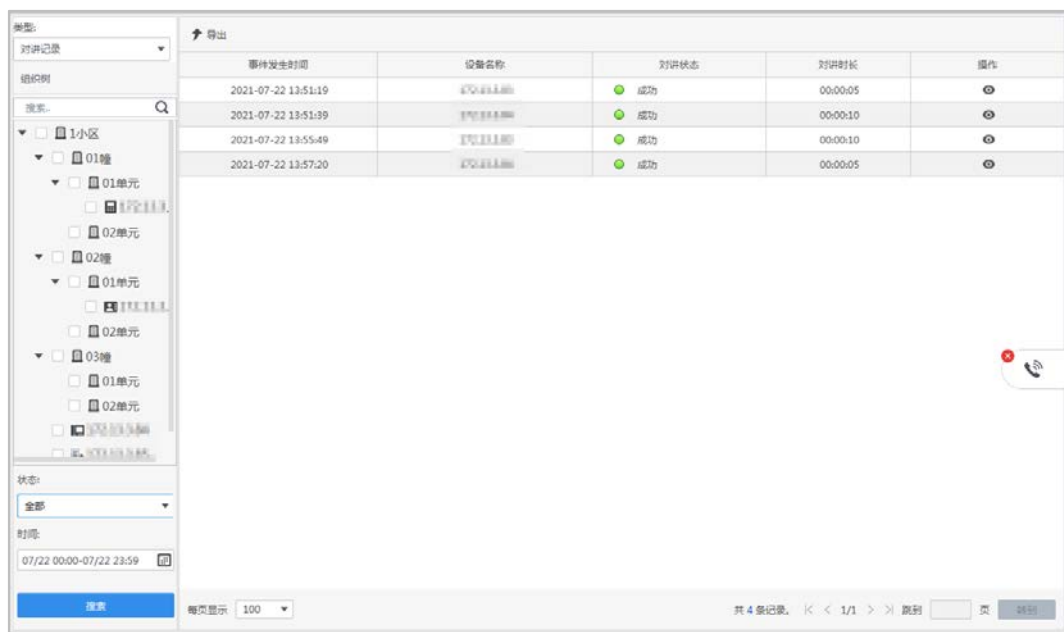 类型:
对讲记录
组织树
搜索..
1小区
01幢
01单元
02单元
02幢
01单元
02单元
03幢
01单元
02单元
状态:
全部
时间:
07/22 00:00-07/22 23:59
搜索
导出
事件发生时间 设备名称 对讲状态 对讲时长 操作
2021-07-22 13:51:19 成功 00:00:05
2021-07-22 13:51:39 成功 00:00:10
2021-07-22 13:55:49 成功 00:00:10
2021-07-22 13:57:20 成功 00:00:05
每页显示 100 共 4 条记录。 1/1 跳到 页 跳转